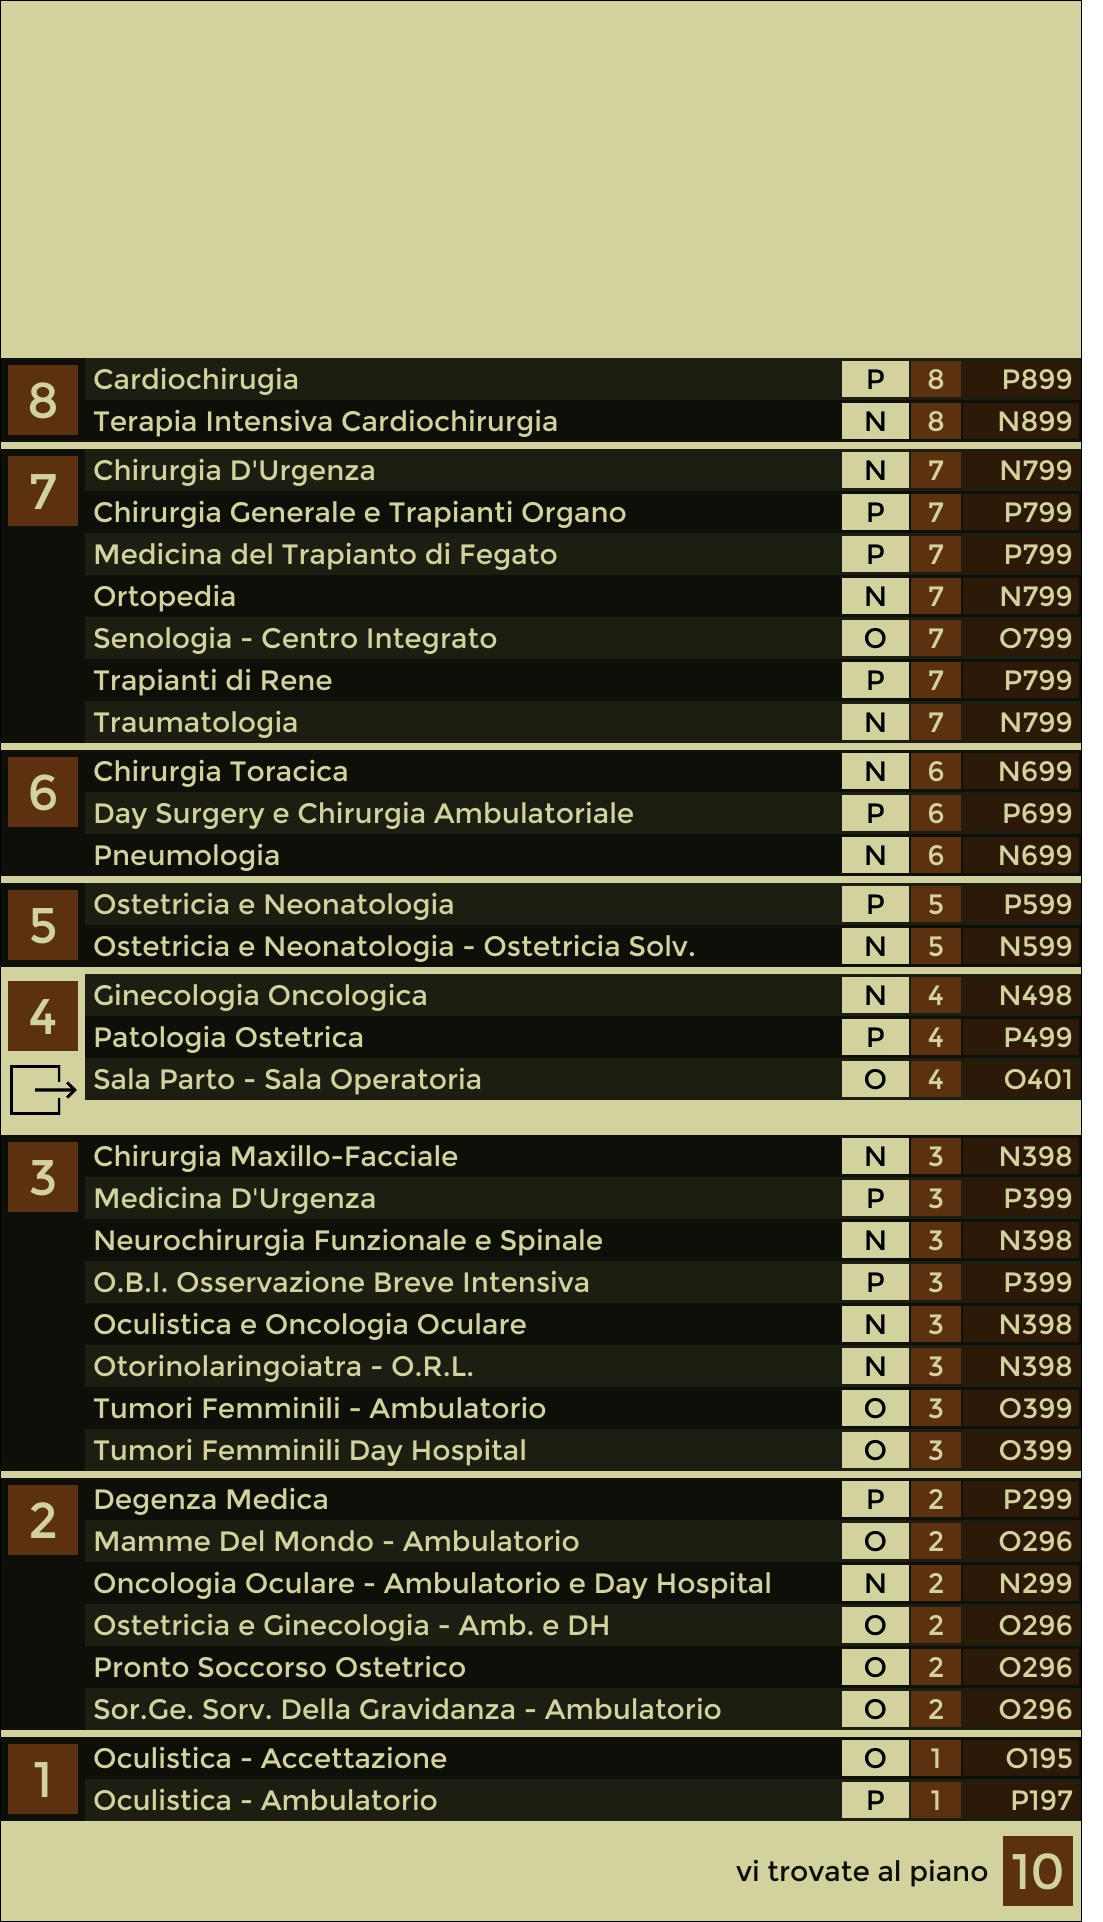 8 Cardiochirugia P 8 P899
Terapia Intensiva Cardiochirurgia N 8 N899
7 Chirurgia D'Urgenza N 7 N799
Chirurgia Generale e Trapianti Organo P 7 P799
Medicina del Trapianto di Fegato P 7 P799
Ortopedia N 7 N799
Senologia - Centro Integrato O 7 O799
Trapianti di Rene P 7 P799
Traumatologia N 7 N799
6 Chirurgia Toracica N 6 N699
Day Surgery e Chirurgia Ambulatoriale P 6 P699
Pneumologia N 6 N699
5 Ostetricia e Neonatologia P 5 P599
Ostetricia e Neonatologia - Ostetricia Solv. N 5 N599
4 Ginecologia Oncologica N 4 N498
Patologia Ostetrica P 4 P499
Sala Parto - Sala Operatoria O 4 O401
3 Chirurgia Maxillo-Facciale N 3 N398
Medicina D'Urgenza P 3 P399
Neurochirurgia Funzionale e Spinale N 3 N398
O.B.I. Osservazione Breve Intensiva P 3 P399
Oculistica e Oncologia Oculare N 3 N398
Otorinolaringoiatra - O.R.L. N 3 N398
Tumori Femminili - Ambulatorio O 3 O399
Tumori Femminili Day Hospital O 3 O399
2 Degenza Medica P 2 P299
Mamme Del Mondo - Ambulatorio O 2 O296
Oncologia Oculare - Ambulatorio e Day Hospital N 2 N299
Ostetricia e Ginecologia - Amb. e DH O 2 O296
Pronto Soccorso Ostetrico O 2 O296
Sor.Ge. Sorv. Della Gravidanza - Ambulatorio O 2 O296
1 Oculistica - Accettazione O 1 O195
Oculistica - Ambulatorio P 1 P197
vi trovate al piano 10